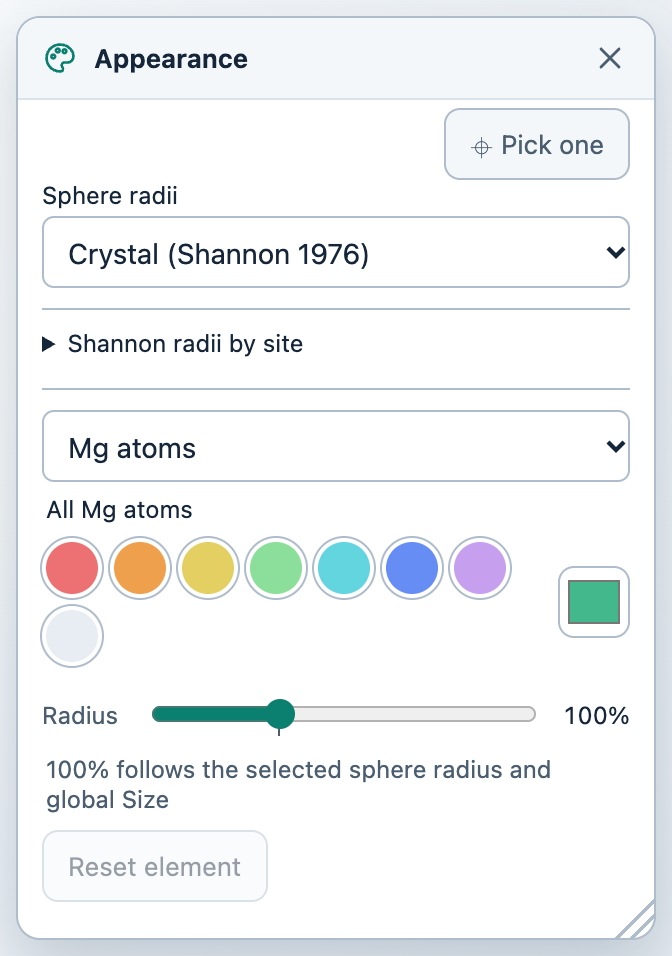 Appearance
Pick one
Sphere radii
Crystal (Shannon 1976)
Shannon radii by site
Mg atoms
All Mg atoms
Radius 100%
100% follows the selected sphere radius and
global Size
Reset element